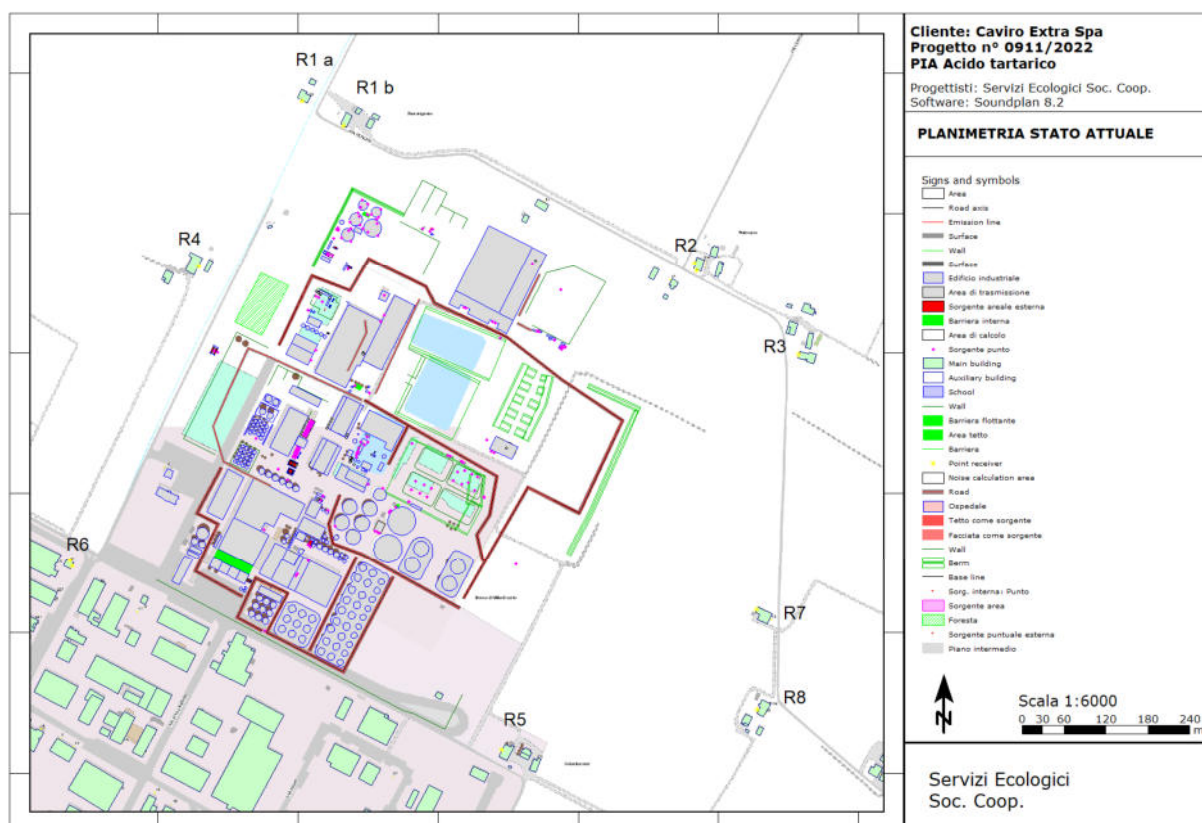 R1 a
R1 b
R4
R2
R3
R6
R7
R8
R5
Cliente: Caviro Extra Spa
Progetto n° 0911/2022
PIA Acido tartarico
Progettisti: Servizi Ecologici Soc. Coop.
Software: Soundplan 8.2
PLANIMETRIA STATO ATTUALE
Signs and symbols
Area
Road axis
Emission line
Surface
Wall
Surface
Edificio industriale
Area di trasmissione
Sorgente areale esterna
Barriera interna
Area di calcolo
Sorgente punto
Main building
Auxiliary building
School
Wall
Barriera flottante
Area tetto
Barriera
Point receiver
Noise calculation area
Road
Ospedale
Tetto come sorgente
Facciata come sorgente
Wall
Berm
Base line
Sorg. interna: Punto
Sorgente area
Foresta
Sorgente puntuale esterna
Piano intermedio
N
Scala 1:6000
0 30 60 120 180 240
m
Servizi Ecologici
Soc. Coop.